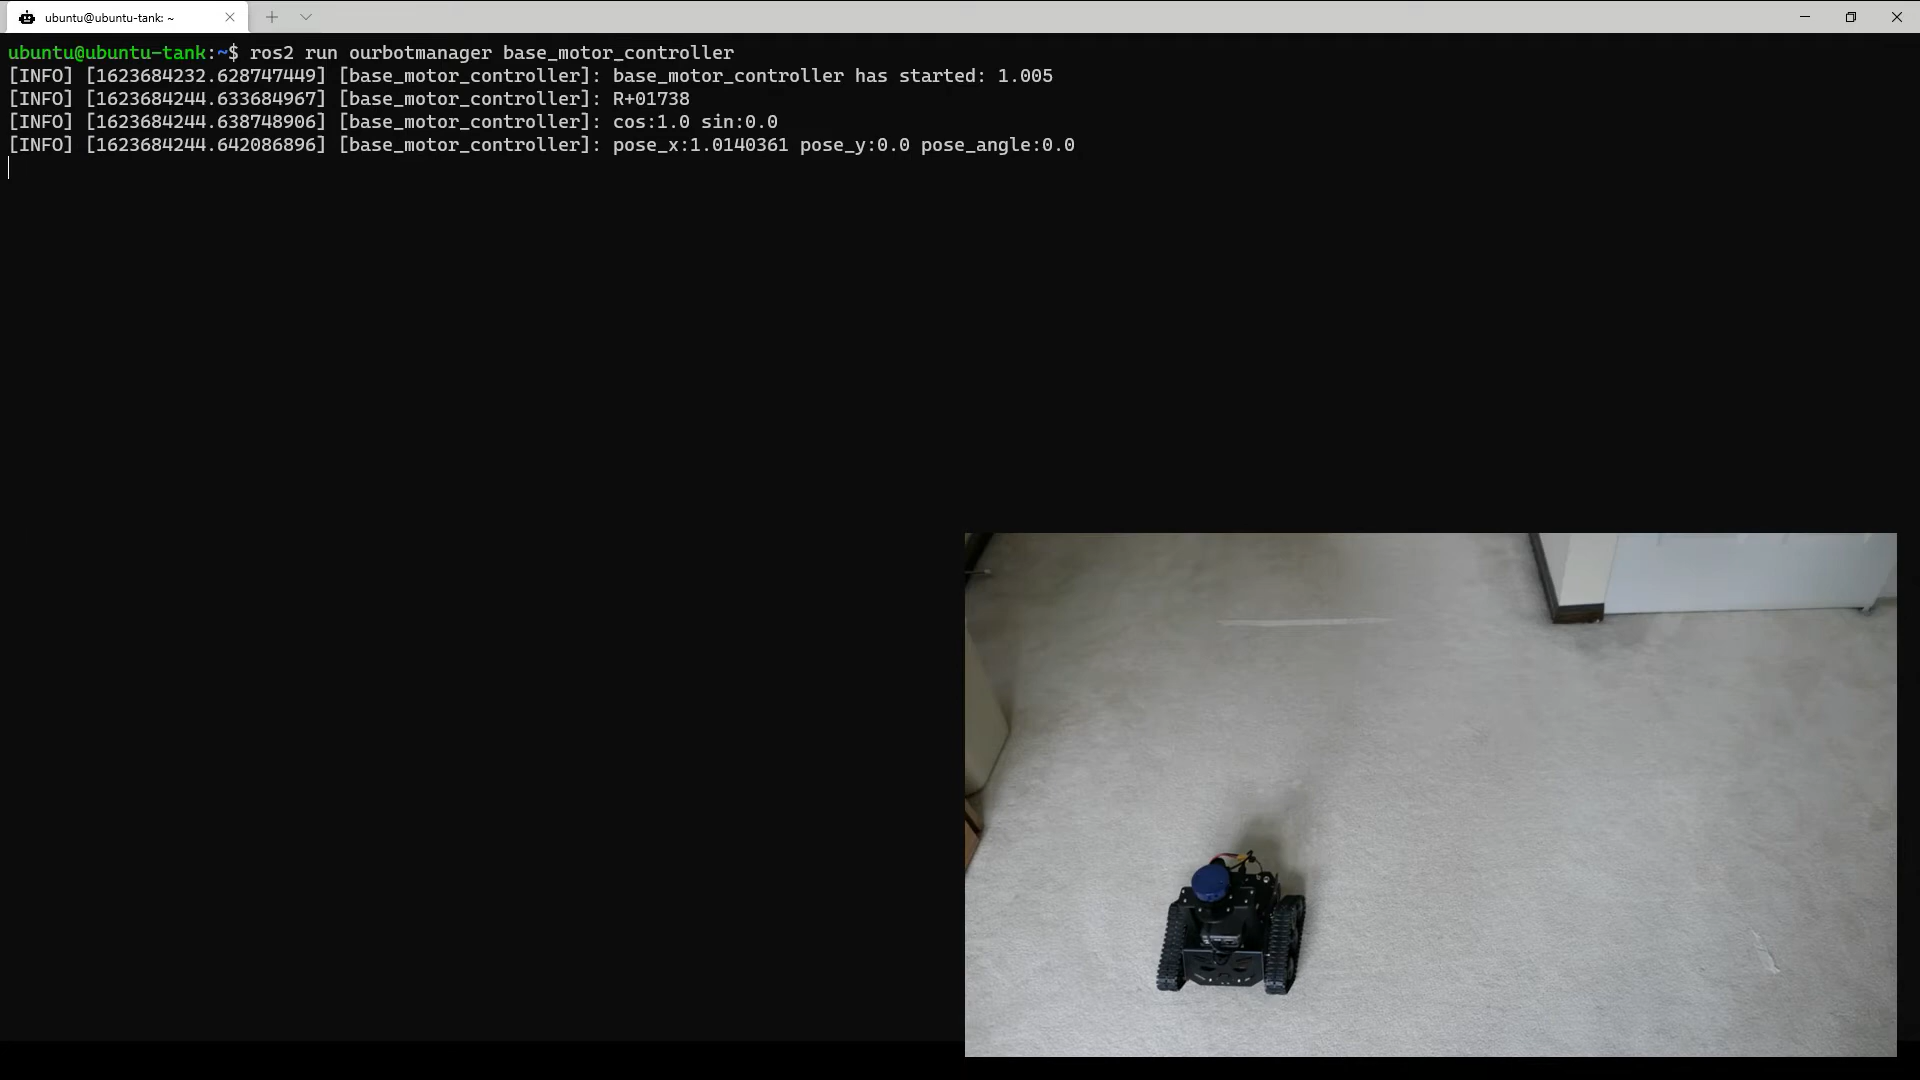 ubuntu@ubuntu-tank: ~
ubuntu@ubuntu-tank:~$ ros2 run ourbotmanager base_motor_controller
[INFO] [1623684232.628747449] [base_motor_controller]: base_motor_controller has started: 1.005
[INFO] [1623684244.633684967] [base_motor_controller]: R+01738
[INFO] [1623684244.638748906] [base_motor_controller]: cos:1.0 sin:0.0
[INFO] [1623684244.642086896] [base_motor_controller]: pose_x:1.0140361 pose_y:0.0 pose_angle:0.0